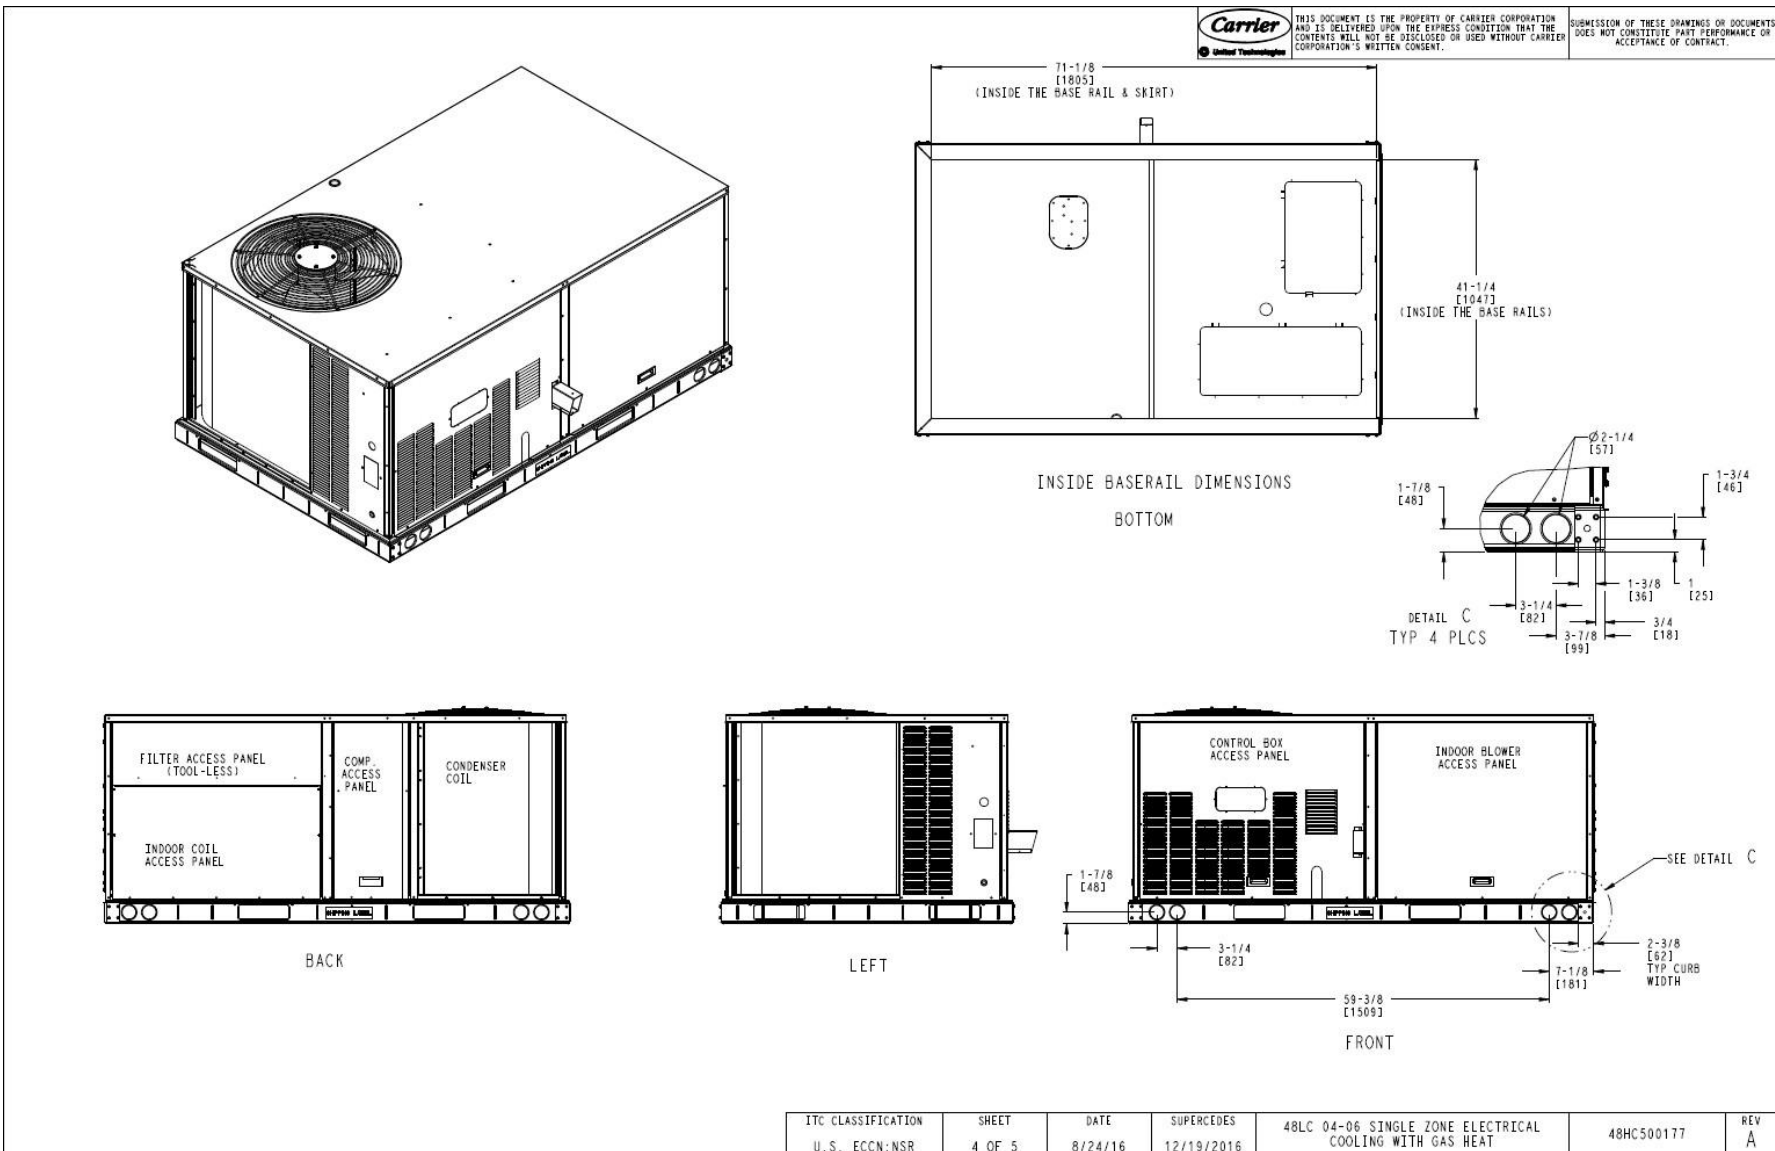 Carrier
United Technologies
THIS DOCUMENT IS THE PROPERTY OF CARRIER CORPORATION
AND IS DELIVERED UPON THE EXPRESS CONDITION THAT THE
CONTENTS WILL NOT BE DISCLOSED OR USED WITHOUT CARRIER
CORPORATION'S WRITTEN CONSENT.
SUBMISSION OF THESE DRAWINGS OR DOCUMENTS
DOES NOT CONSTITUTE PART PERFORMANCE OR
ACCEPTANCE OF CONTRACT.
71-1/8
[1805]
(INSIDE THE BASE RAIL & SKIRT)
41-1/4
[1047]
(INSIDE THE BASE RAILS)
INSIDE BASERAIL DIMENSIONS
BOTTOM
Ø2-1/4
[57]
1-7/8
[48]
1-3/4
[46]
1-3/8
[36]
1
[25]
3-1/4
[82]
3/4
[18]
3-7/8
[99]
DETAIL C
TYP 4 PLCS
SHIPPING LABEL
FILTER ACCESS PANEL
(TOOL-LESS)
COMP.
ACCESS
PANEL
CONDENSER
COIL
INDOOR COIL
ACCESS PANEL
SHIPPING LABEL
BACK
LEFT
1-7/8
[48]
CONTROL BOX
ACCESS PANEL
INDOOR BLOWER
ACCESS PANEL
SEE DETAIL C
SHIPPING LABEL
3-1/4
[82]
2-3/8
[62]
TYP CURB
WIDTH
7-1/8
[181]
59-3/8
[1509]
FRONT
ITC CLASSIFICATION
U.S. ECCN:NSR
SHEET
4 OF 5
DATE
8/24/16
SUPERCEDES
12/19/2016
48LC 04-06 SINGLE ZONE ELECTRICAL
COOLING WITH GAS HEAT
48HC500177
REV
A